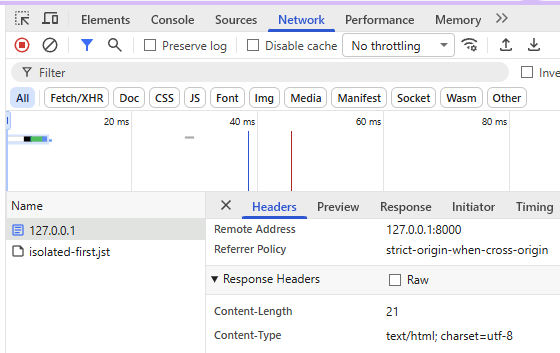 Elements Console Sources Network Performance Memory
Preserve log Disable cache No throttling
Filter Inve
All Fetch/XHR Doc CSS JS Font Img Media Manifest Socket Wasm Other
20 ms 40 ms 60 ms 80 ms
Name Headers Preview Response Initiator Timing
127.0.0.1 Remote Address 127.0.0.1:8000
isolated-first.jst Referrer Policy strict-origin-when-cross-origin
Response Headers Raw
Content-Length 21
Content-Type text/html; charset=utf-8